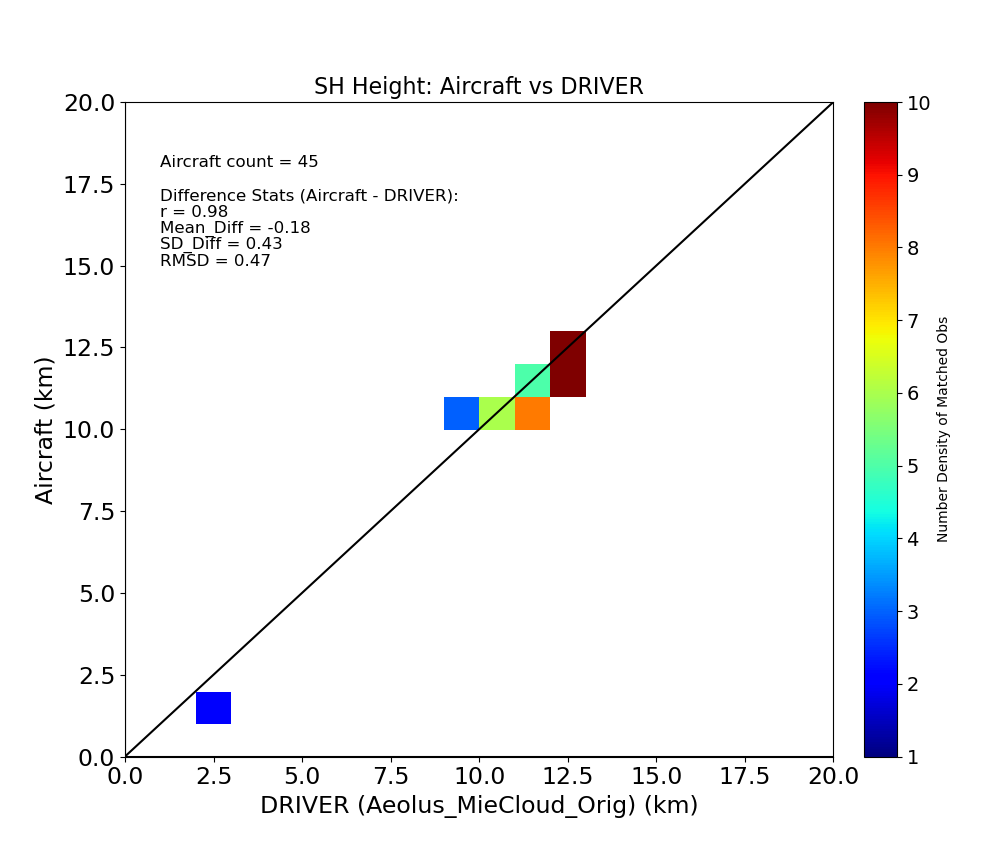 SH Height: Aircraft vs DRIVER
Aircraft count = 45
Difference Stats (Aircraft - DRIVER):
r = 0.98
Mean_Diff = -0.18
SD_Diff = 0.43
RMSD = 0.47
20.0
17.5
15.0
12.5
10.0
7.5
5.0
2.5
0.0
Aircraft (km)
0.0 2.5 5.0 7.5 10.0 12.5 15.0 17.5 20.0
DRIVER (Aeolus_MieCloud_Orig) (km)
10
9
8
7
6
5
4
3
2
1
Number Density of Matched Obs